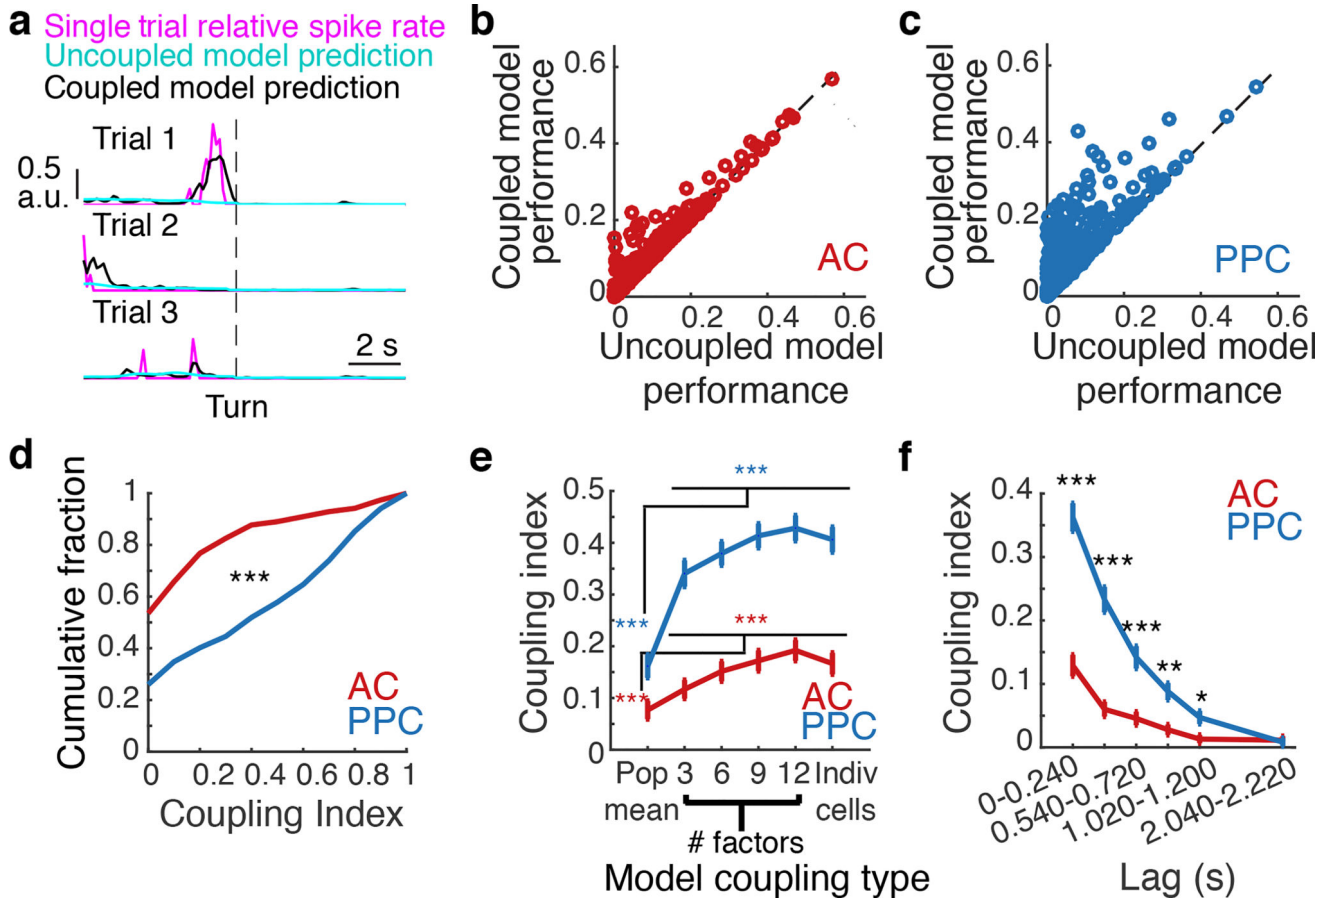 a
Single trial relative spike rate
Uncoupled model prediction
Coupled model prediction
Trial 1
0.5
a.u.
Trial 2
Trial 3
2 s
Turn
b
Coupled model
performance
0.6
0.4
0.2
0
AC
0 0.2 0.4 0.6
Uncoupled model
performance
c
Coupled model
performance
0.6
0.4
0.2
0
PPC
0 0.2 0.4 0.6
Uncoupled model
performance
d
Cumulative fraction
1
0.8
0.6
0.4
0.2
0
***
AC
PPC
0 0.2 0.4 0.6 0.8 1
Coupling Index
e
Coupling index
0.5
0.4
0.3
0.2
0.1
0
***
***
***
***
AC
PPC
Pop 3 6 9 12 Indiv
mean cells
# factors
Model coupling type
f
Coupling index
0.4
0.3
0.2
0.1
0
***
***
***
**
*
AC
PPC
0-0.240
0.540-0.720
1.020-1.200
2.040-2.220
Lag (s)